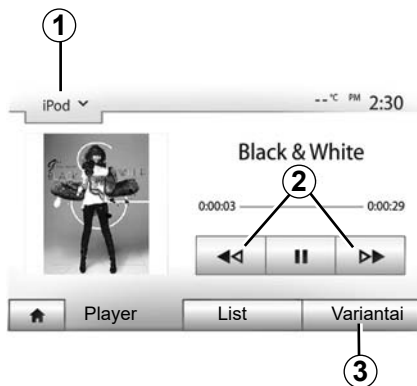 1
iPod
--°C PM 2:30
Black & White
2
0:00:03 0:00:29
Player List Variantai
3